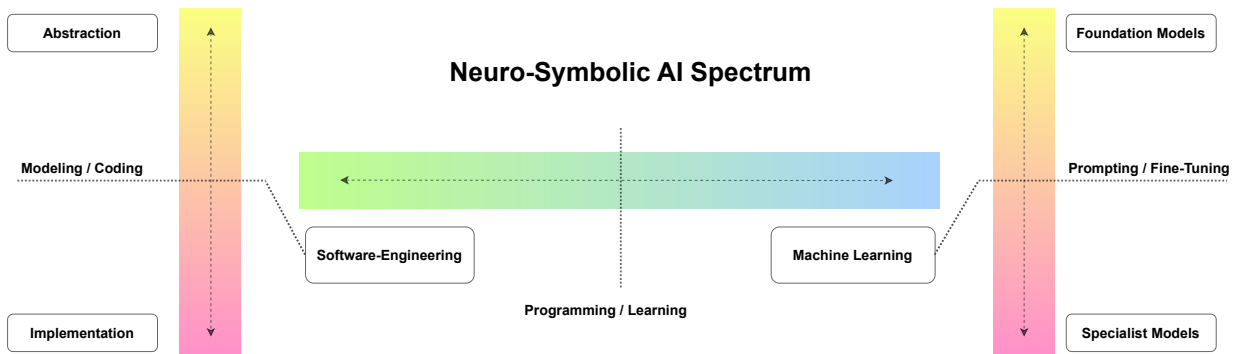 Abstraction
Foundation Models
Neuro-Symbolic AI Spectrum
Modeling / Coding
Prompting / Fine-Tuning
Software-Engineering
Machine Learning
Programming / Learning
Implementation
Specialist Models